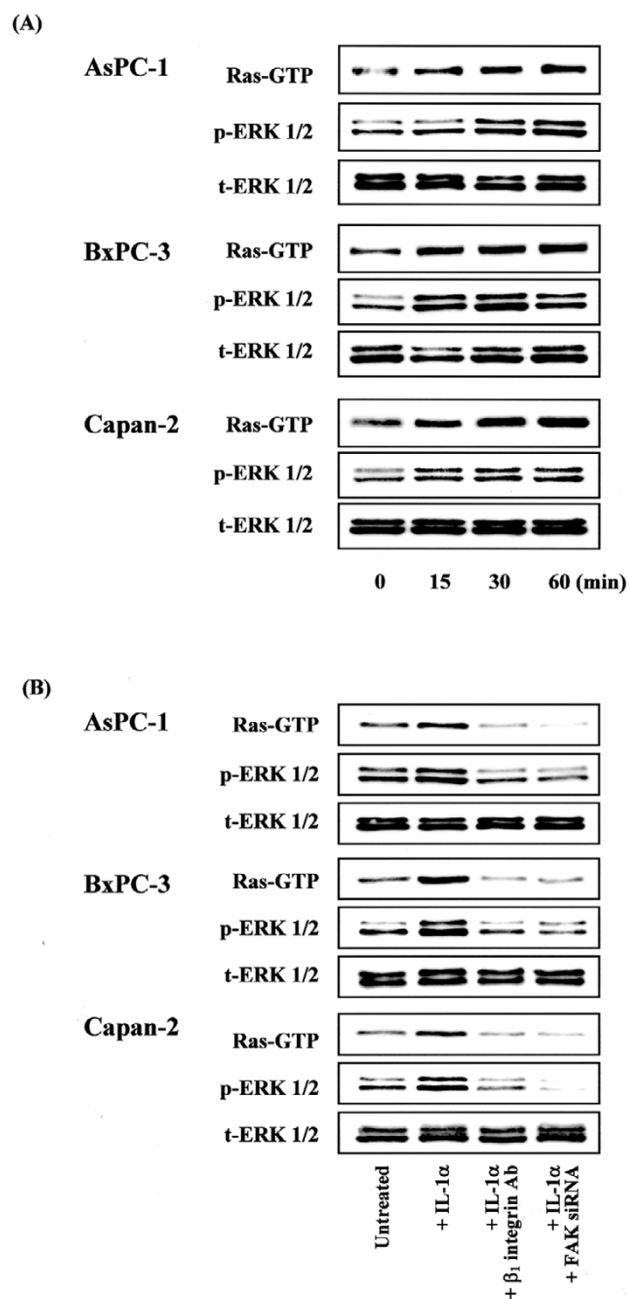 (A)
AsPC-1
Ras-GTP
p-ERK 1/2
t-ERK 1/2
BxPC-3
Ras-GTP
p-ERK 1/2
t-ERK 1/2
Capan-2
Ras-GTP
p-ERK 1/2
t-ERK 1/2
0 15 30 60 (min)
(B)
AsPC-1
Ras-GTP
p-ERK 1/2
t-ERK 1/2
BxPC-3
Ras-GTP
p-ERK 1/2
t-ERK 1/2
Capan-2
Ras-GTP
p-ERK 1/2
t-ERK 1/2
Untreated
+ IL-1α
+ IL-1α
+ β₁ integrin Ab
+ IL-1α
+ FAK siRNA